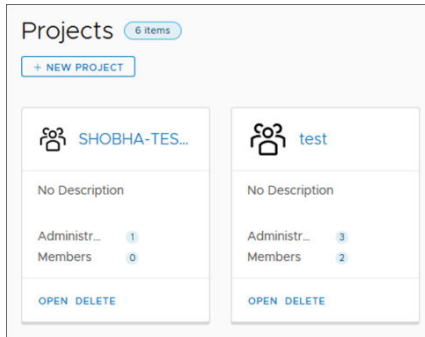 Projects 6 items
+ NEW PROJECT
SHOBHA-TES...
No Description
Administr... 1
Members 0
OPEN DELETE
test
No Description
Administr... 3
Members 2
OPEN DELETE